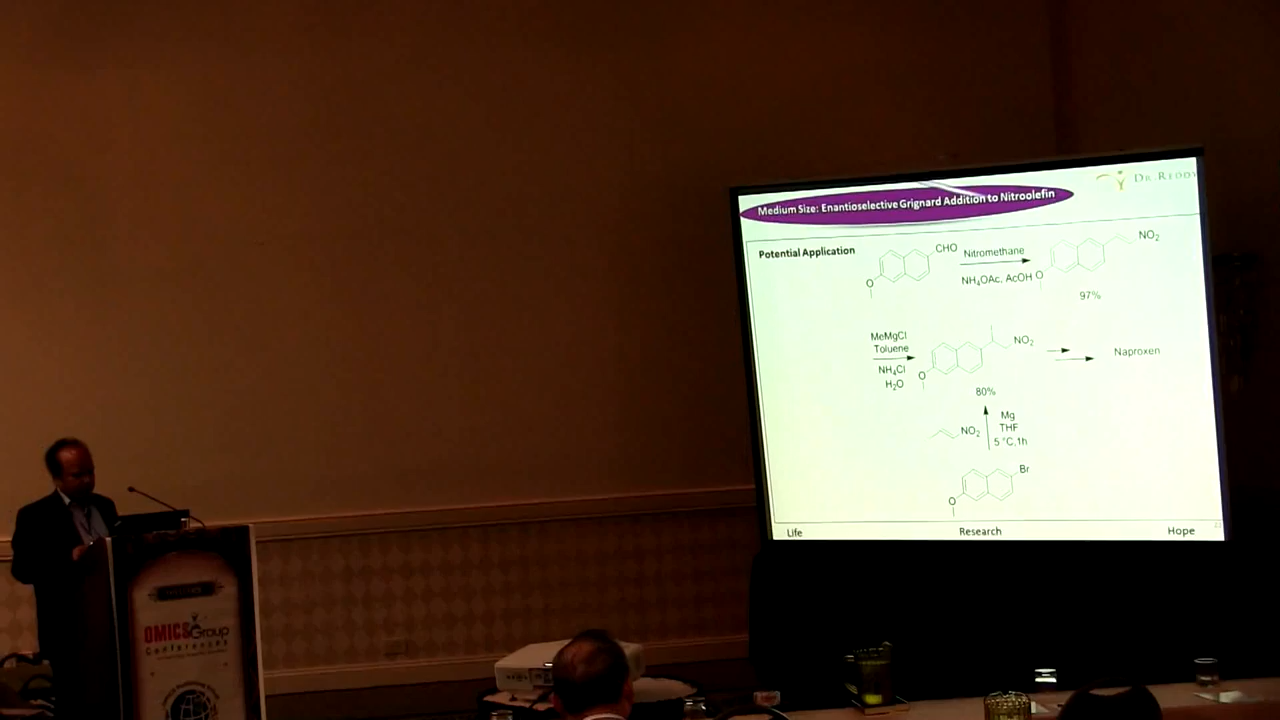 Dr. Reddy
Medium Size: Enantioselective Grignard Addition to Nitroolefin
Potential Application
CHO
Nitromethane
NH4OAc, AcOH
O
O
NO2
97%
MeMgCl
Toluene
NH4Cl
H2O
O
NO2
80%
Naproxen
NO2
Mg
THF
5 °C,1h
Br
O
Life
Research
Hope
OMICS Group
Conferences